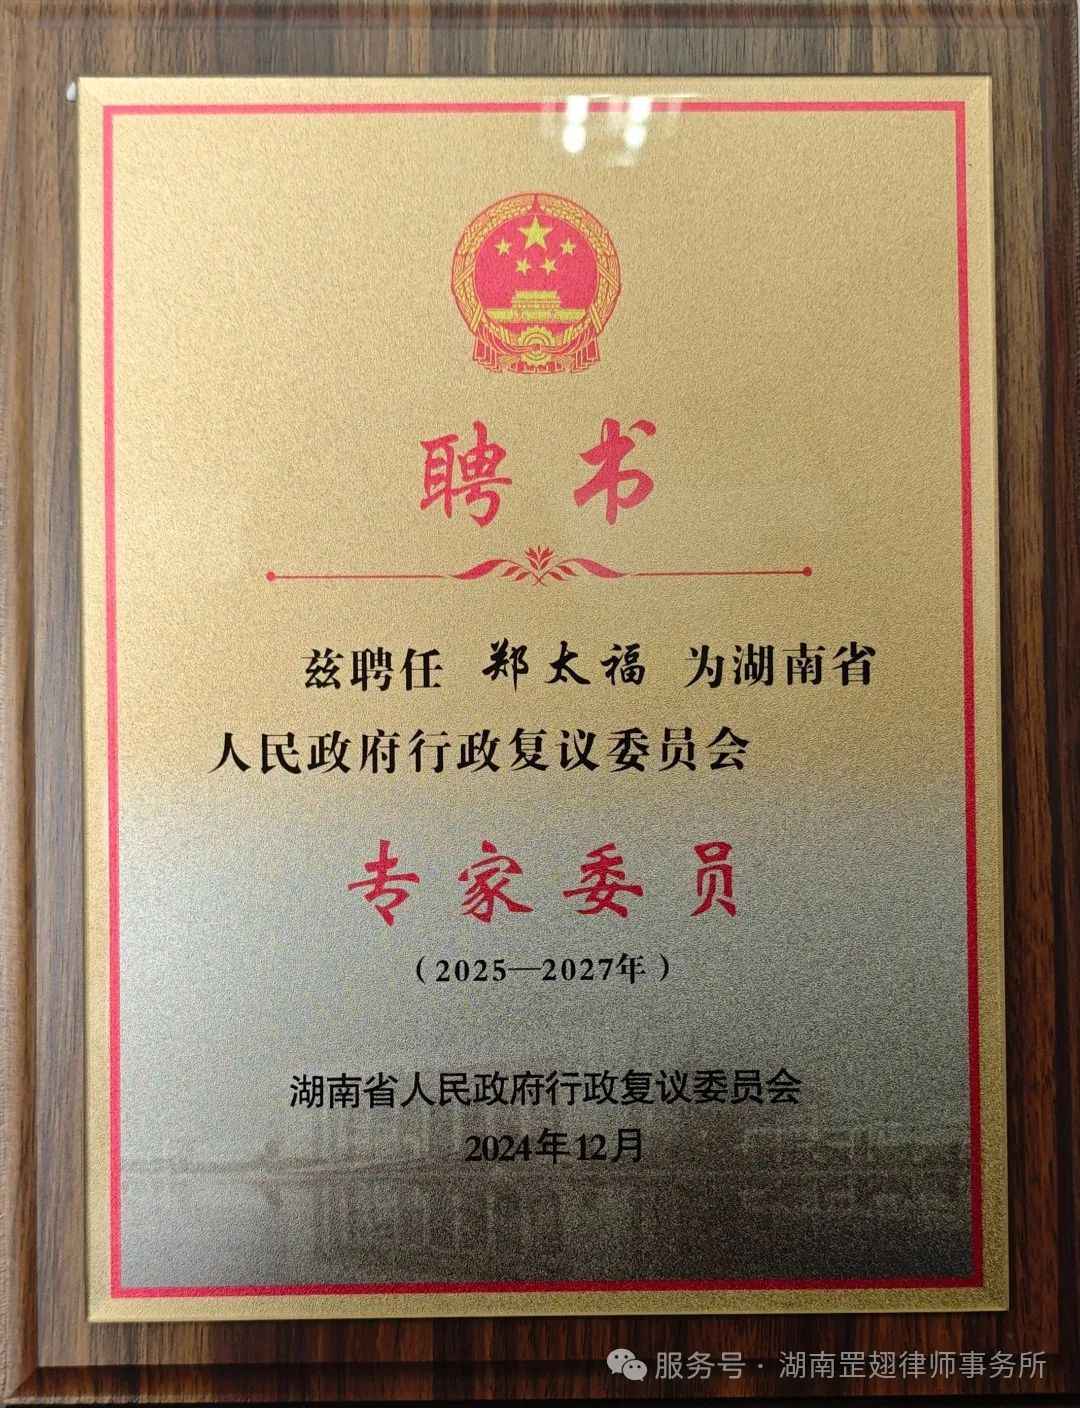 聘书
兹聘任 郑太福 为湖南省
人民政府行政复议委员会
专家委员
（2025—2027年）
湖南省人民政府行政复议委员会
2024年12月
服务号 · 湖南罡翅律师事务所